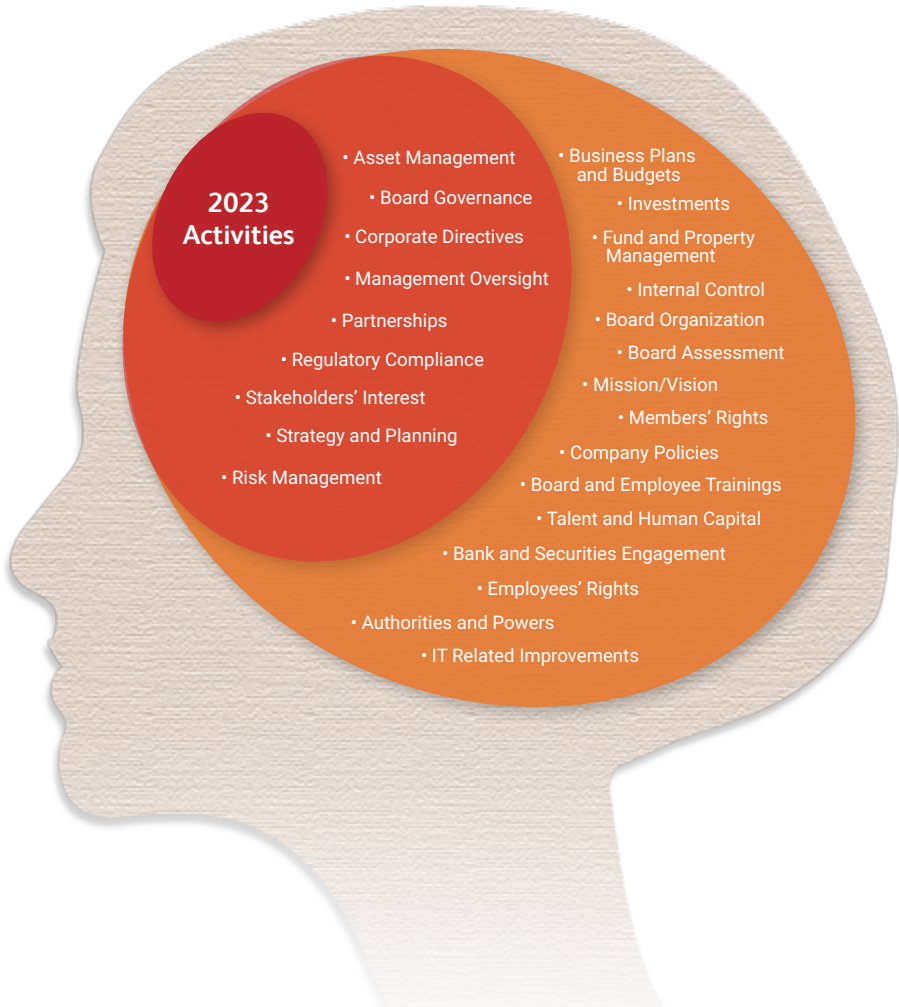 2023
Activities
• Asset Management
• Board Governance
• Corporate Directives
• Management Oversight
• Partnerships
• Regulatory Compliance
• Stakeholders’ Interest
• Strategy and Planning
• Risk Management
• Business Plans
and Budgets
• Investments
• Fund and Property
Management
• Internal Control
• Board Organization
• Board Assessment
• Mission/Vision
• Members’ Rights
• Company Policies
• Board and Employee Trainings
• Talent and Human Capital
• Bank and Securities Engagement
• Employees’ Rights
• Authorities and Powers
• IT Related Improvements